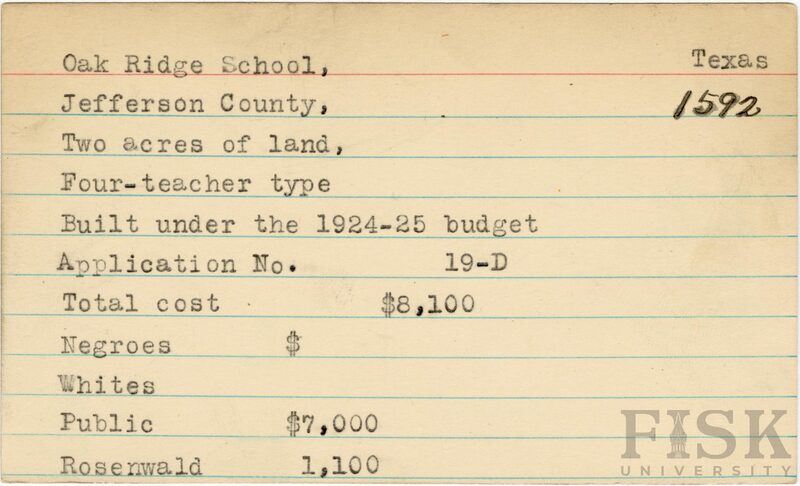 Oak Ridge School, Texas
Jefferson County, 1592
Two acres of land,
Four-teacher type
Built under the 1924-25 budget
Application No. 19-D
Total cost $8,100
Negroes $
Whites
Public $7,000
Rosenwald 1,100
FISK
UNIVERSITY